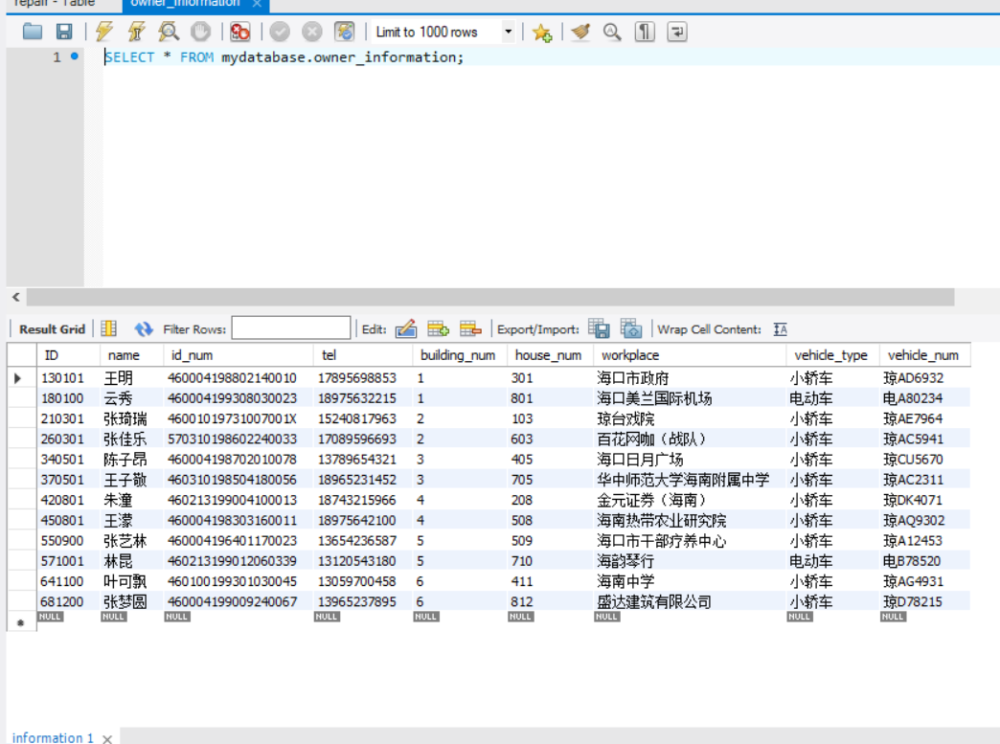 repair - Table owner_information ×
Limit to 1000 rows
1 SELECT * FROM mydatabase.owner_information;
Result Grid Filter Rows: Edit: Export/Import: Wrap Cell Content:
ID name id_num tel building_num house_num workplace vehicle_type vehicle_num
130101 王明 460004198802140010 17895698853 1 301 海口市政府 小轿车 琼AD6932
180100 云秀 460004199308030023 18975632215 1 801 海口美兰国际机场 电动车 电A80234
210301 张琦瑞 46001019731007001X 15240817963 2 103 琼台戏院 小轿车 琼AE7964
260301 张佳乐 570310198602240033 17089596693 2 603 百花网咖（战队） 小轿车 琼AC5941
340501 陈子昂 460004198702010078 13789654321 3 405 海口日月广场 小轿车 琼CU5670
370501 王子敬 460310198504180056 18965231452 3 705 华中师范大学海南附属中学 小轿车 琼AC2311
420801 朱潼 460213199004100013 18743215966 4 208 金元证券（海南） 小轿车 琼DK4071
450801 王濛 460004198303160011 18975642100 4 508 海南热带农业研究院 小轿车 琼AQ9302
550900 张艺林 460004196401170023 13654236587 5 509 海口市干部疗养中心 小轿车 琼A12453
571001 林昆 460213199012060339 13120543180 5 710 海韵琴行 电动车 电B78520
641100 叶可飘 460100199301030045 13059700458 6 411 海南中学 小轿车 琼AG4931
681200 张梦圆 460004199009240067 13965237895 6 812 盛达建筑有限公司 小轿车 琼D78215
NULL NULL NULL NULL NULL NULL NULL NULL NULL
information 1 ×